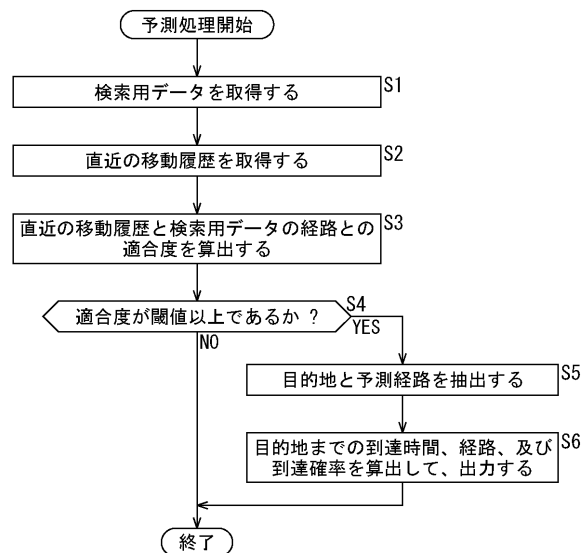 予測処理開始
検索用データを取得する
S1
直近の移動履歴を取得する
S2
直近の移動履歴と検索用データの経路との
適合度を算出する
S3
適合度が閾値以上であるか ?
S4
YES
NO
目的地と予測経路を抽出する
S5
目的地までの到達時間、経路、及び
到達確率を算出して、出力する
S6
終了